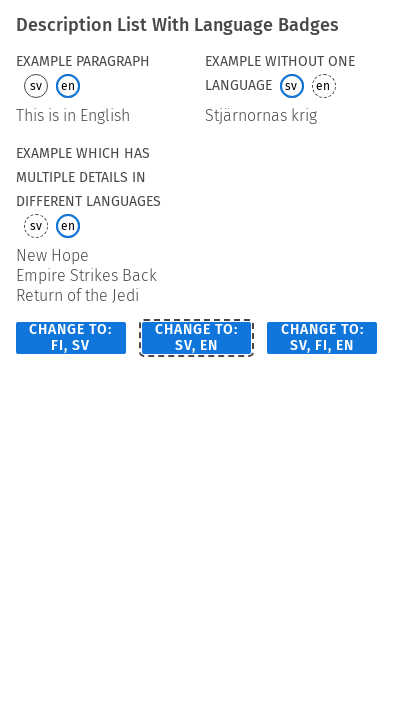 Description List With Language Badges
EXAMPLE PARAGRAPH
sv en
This is in English
EXAMPLE WITHOUT ONE
LANGUAGE sv en
Stjärnornas krig
EXAMPLE WHICH HAS
MULTIPLE DETAILS IN
DIFFERENT LANGUAGES
sv en
New Hope
Empire Strikes Back
Return of the Jedi
CHANGE TO:
FI, SV
CHANGE TO:
SV, EN
CHANGE TO:
SV, FI, EN